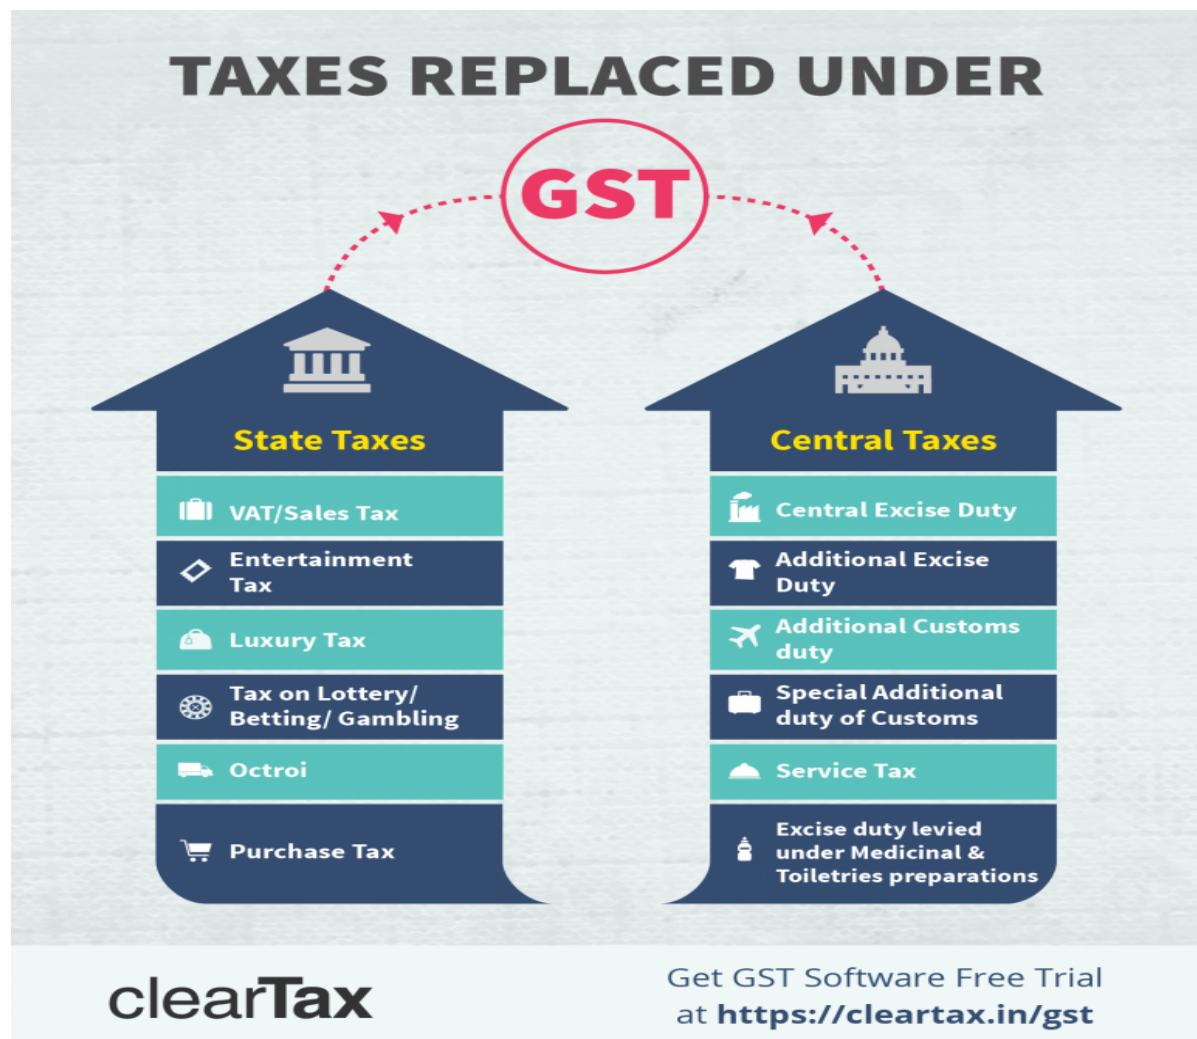 TAXES REPLACED UNDER
GST
State Taxes
VAT/Sales Tax
Entertainment
Tax
Luxury Tax
Tax on Lottery/
Betting/ Gambling
Octroi
Purchase Tax
Central Taxes
Central Excise Duty
Additional Excise
Duty
Additional Customs
duty
Special Additional
duty of Customs
Service Tax
Excise duty levied
under Medicinal &
Toiletries preparations
clearTax
Get GST Software Free Trial
at https://cleartax.in/gst